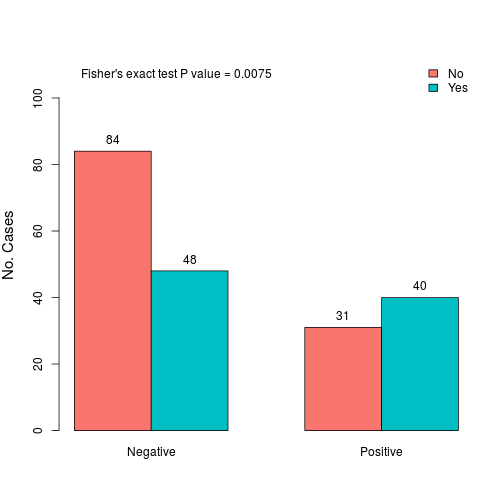 Fisher's exact test P value = 0.0075
No
Yes
No. Cases
100
80
60
40
20
0
84
48
31
40
Negative
Positive